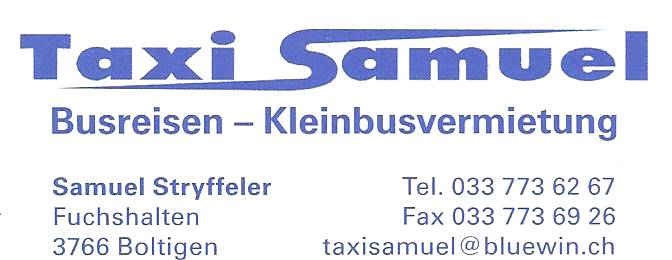 Taxi Samuel
Busreisen – Kleinbusvermietung
Samuel Stryffeler
Fuchshalten
3766 Boltigen
Tel. 033 773 62 67
Fax 033 773 69 26
taxisamuel@bluewin.ch